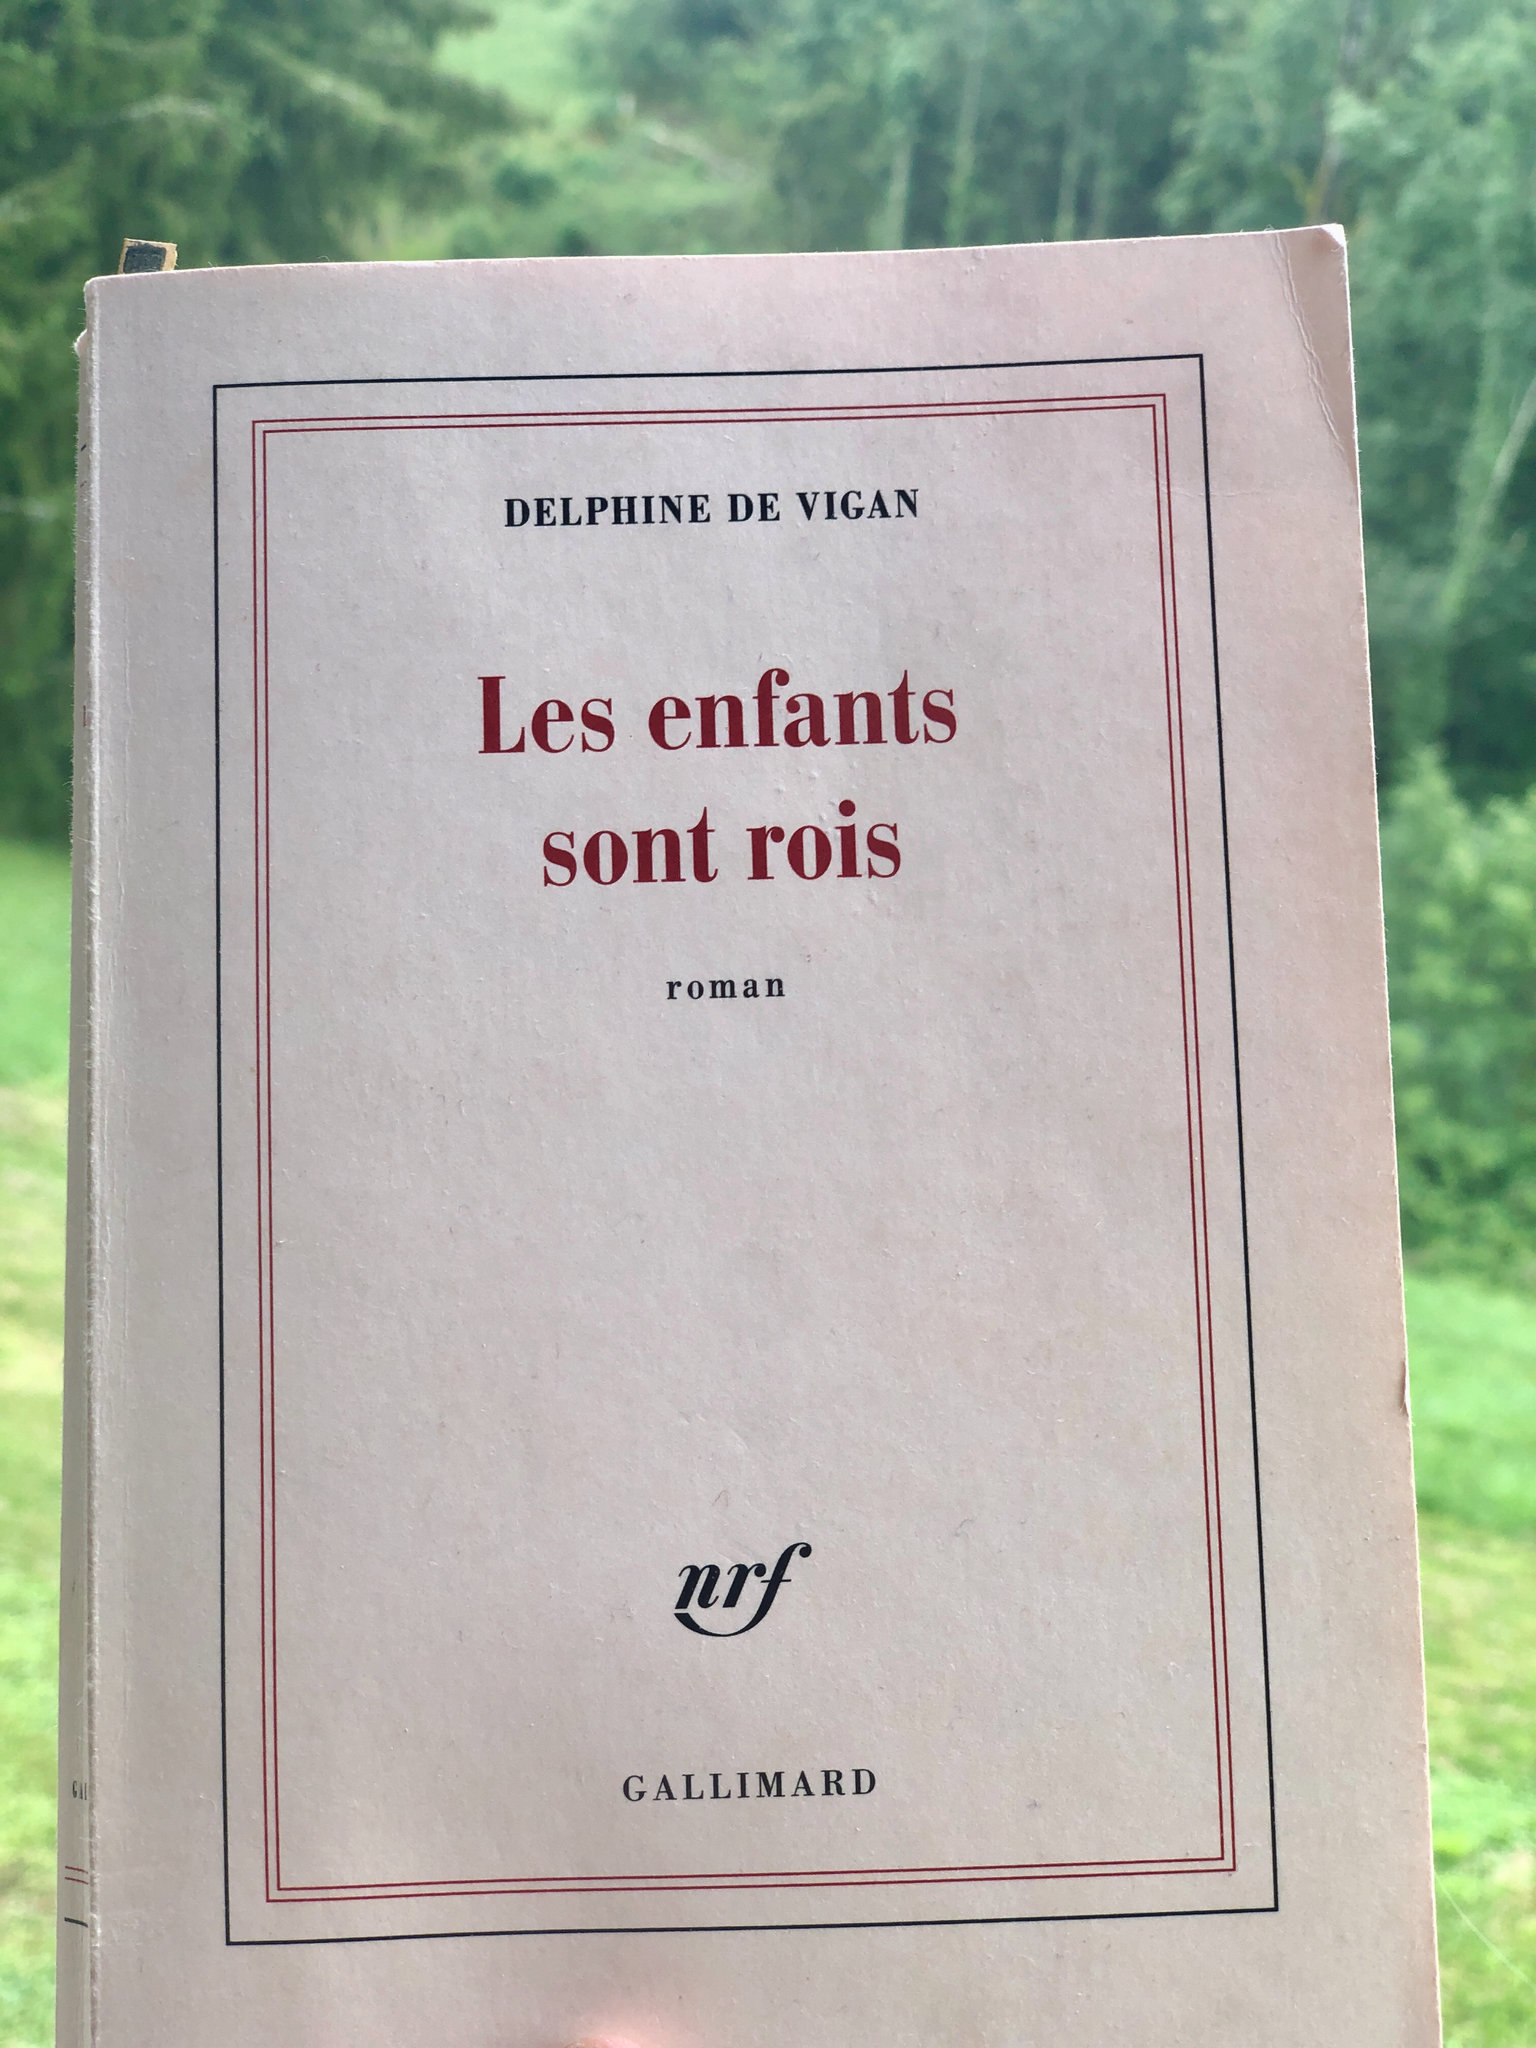 DELPHINE DE VIGAN
Les enfants
sont rois
roman
nrf
GALLIMARD